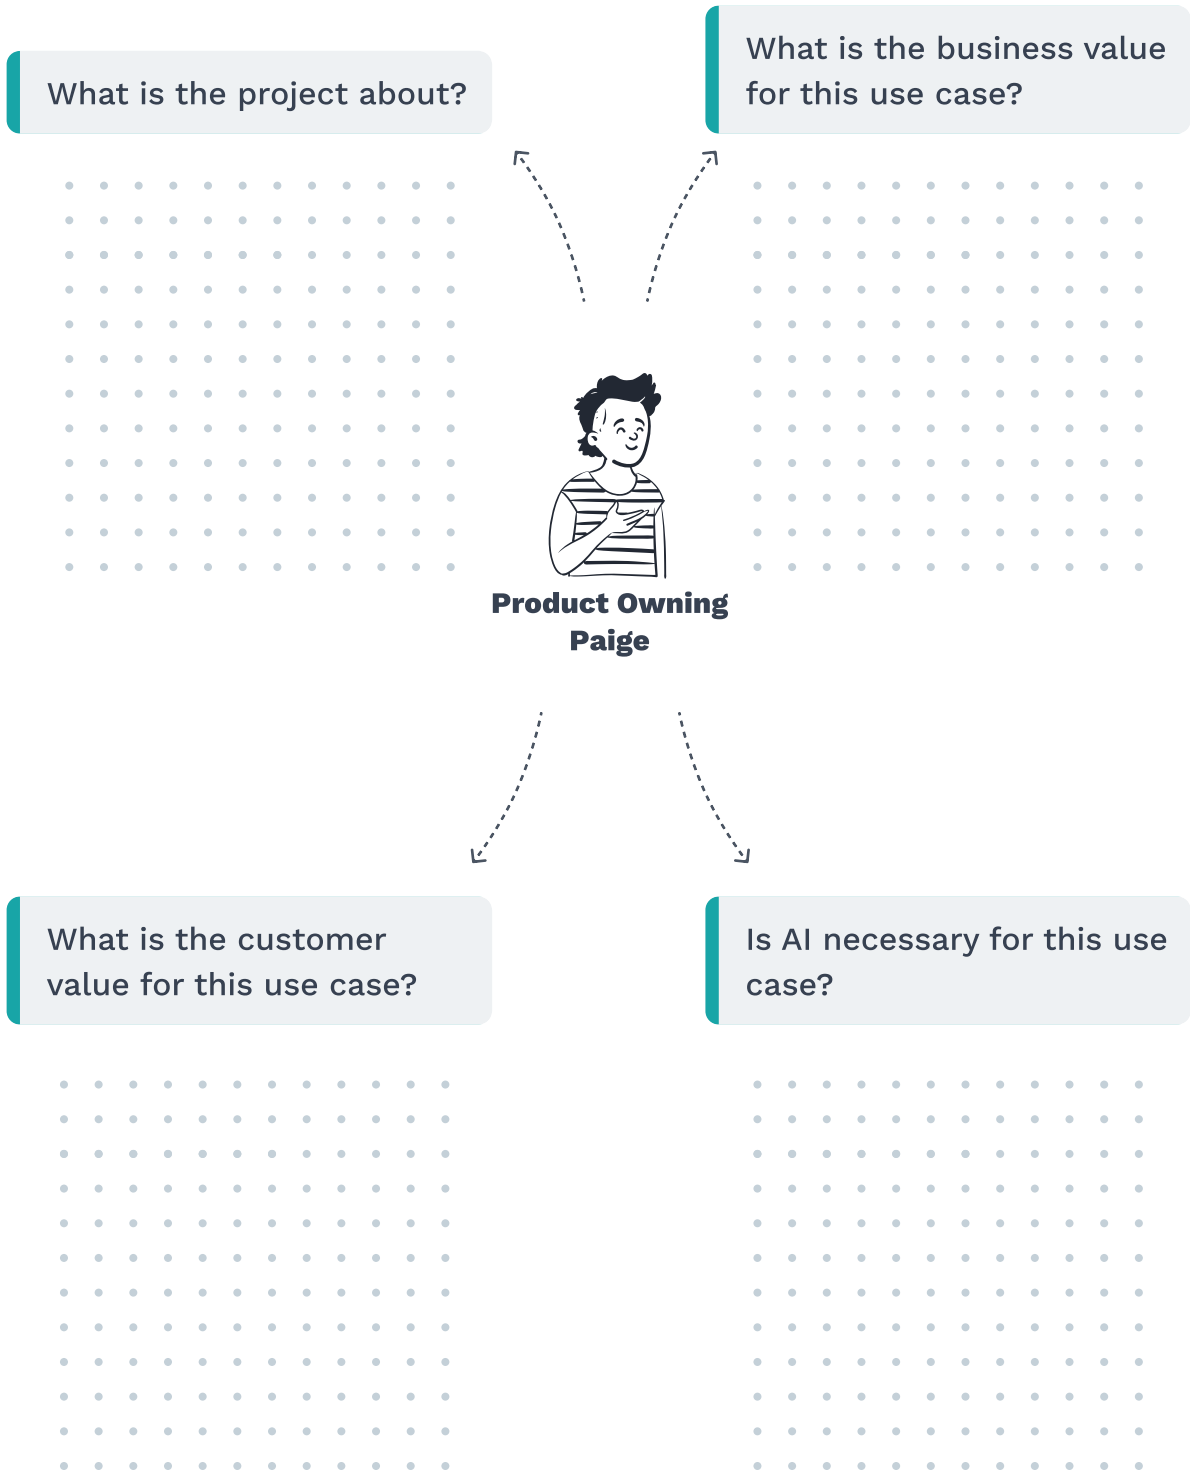 What is the project about?
What is the business value
for this use case?
Product Owning
Paige
What is the customer
value for this use case?
Is AI necessary for this use
case?